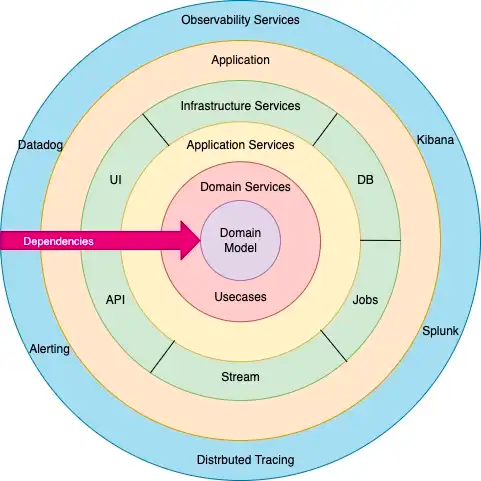 Observability Services
Application
Infrastructure Services
Kibana
Datadog
Application Services
UI
DB
Domain Services
Domain
Model
Dependencies
Usecases
API
Jobs
Splunk
Alerting
Stream
Distrbuted Tracing